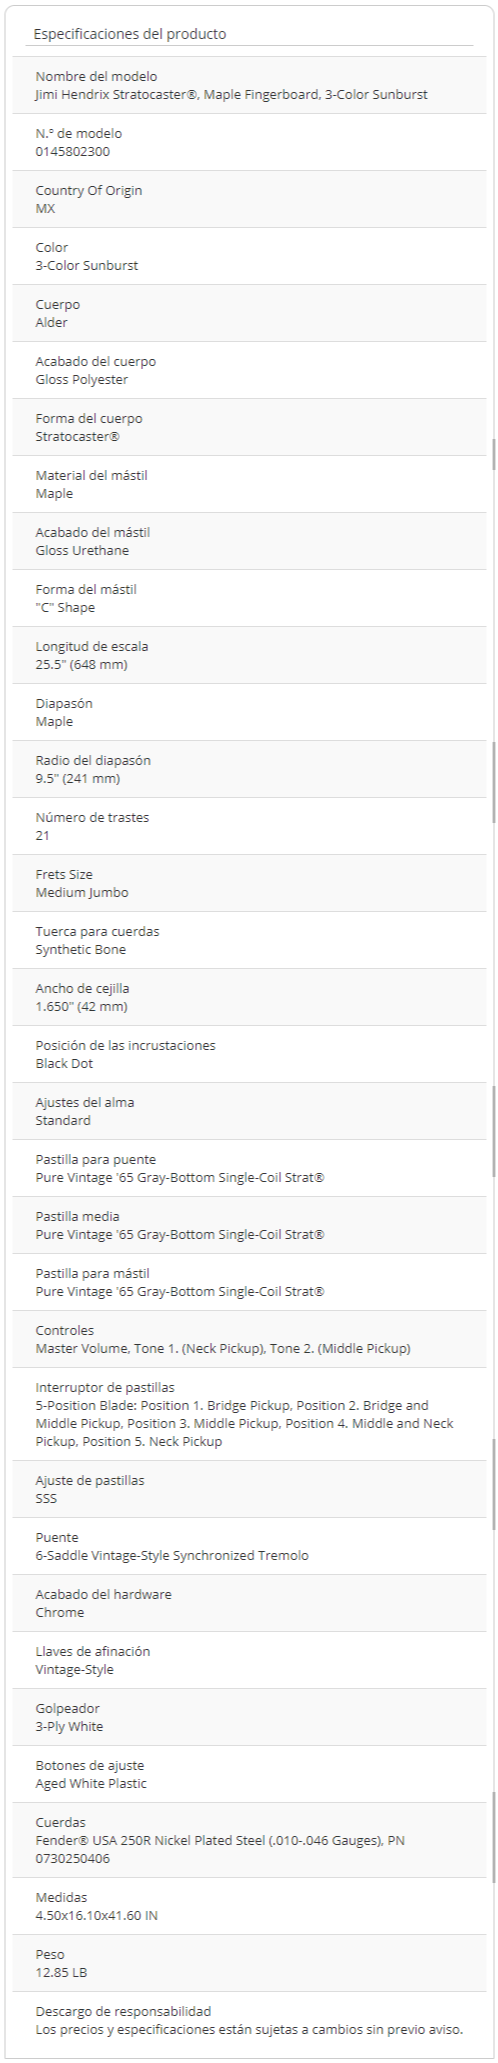 Especificaciones del producto
Nombre del modelo
Jimi Hendrix Stratocaster®, Maple Fingerboard, 3-Color Sunburst
N.º de modelo
0145802300
Country Of Origin
MX
Color
3-Color Sunburst
Cuerpo
Alder
Acabado del cuerpo
Gloss Polyester
Forma del cuerpo
Stratocaster®
Material del mástil
Maple
Acabado del mástil
Gloss Urethane
Forma del mástil
"C" Shape
Longitud de escala
25.5" (648 mm)
Diapasón
Maple
Radio del diapasón
9.5" (241 mm)
Número de trastes
21
Frets Size
Medium Jumbo
Tuerca para cuerdas
Synthetic Bone
Ancho de cejilla
1.650" (42 mm)
Posición de las incrustaciones
Black Dot
Ajustes del alma
Standard
Pastilla para puente
Pure Vintage '65 Gray-Bottom Single-Coil Strat®
Pastilla media
Pure Vintage '65 Gray-Bottom Single-Coil Strat®
Pastilla para mástil
Pure Vintage '65 Gray-Bottom Single-Coil Strat®
Controles
Master Volume, Tone 1. (Neck Pickup), Tone 2. (Middle Pickup)
Interruptor de pastillas
5-Position Blade: Position 1. Bridge Pickup, Position 2. Bridge and
Middle Pickup, Position 3. Middle Pickup, Position 4. Middle and Neck
Pickup, Position 5. Neck Pickup
Ajuste de pastillas
SSS
Puente
6-Saddle Vintage-Style Synchronized Tremolo
Acabado del hardware
Chrome
Llaves de afinación
Vintage-Style
Golpeador
3-Ply White
Botones de ajuste
Aged White Plastic
Cuerdas
Fender® USA 250R Nickel Plated Steel (.010-.046 Gauges), PN
0730250406
Medidas
4.50x16.10x41.60 IN
Peso
12.85 LB
Descargo de responsabilidad
Los precios y especificaciones están sujetas a cambios sin previo aviso.